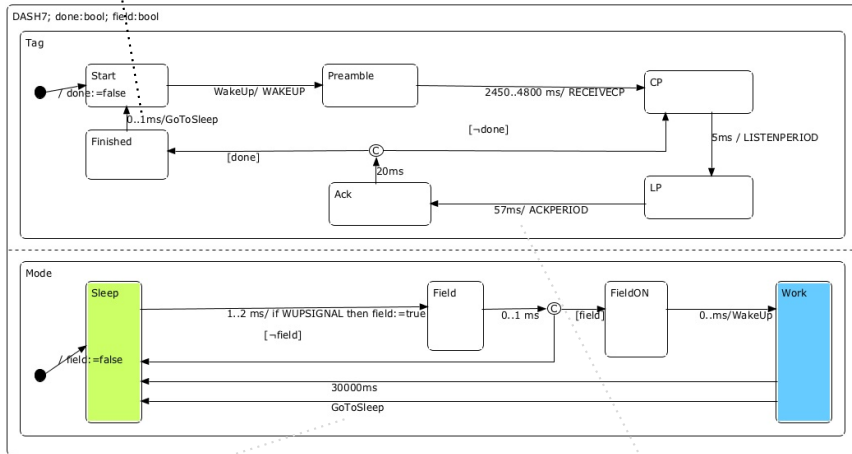 DASH7; done:bool; field:bool
Tag
Start
Preamble
CP
/ done:=false
WakeUp/ WAKEUP
2450..4800 ms/ RECEIVECP
0..1ms/GoToSleep
[¬done]
5ms / LISTENPERIOD
Finished
C
[done]
20ms
Ack
LP
57ms/ ACKPERIOD
Mode
Sleep
Field
FieldON
Work
1..2 ms/ if WUPSIGNAL then field:=true
C
0..1 ms
[field]
0..ms/WakeUp
[¬field]
/ field:=false
30000ms
GoToSleep